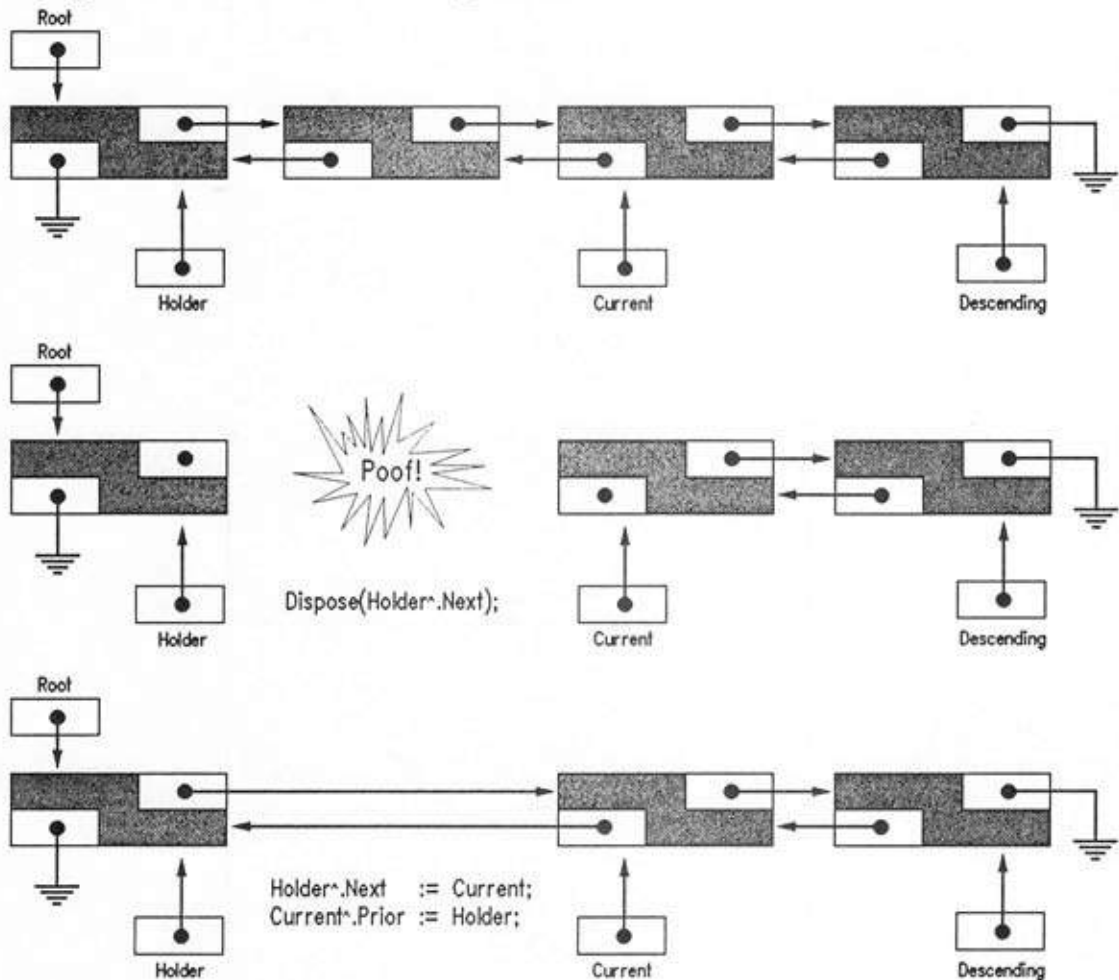 Root
Holder
Current
Descending
Root
Poof!
Dispose(Holder^.Next);
Holder
Current
Descending
Root
Holder^.Next := Current;
Current^.Prior := Holder;
Holder
Current
Descending